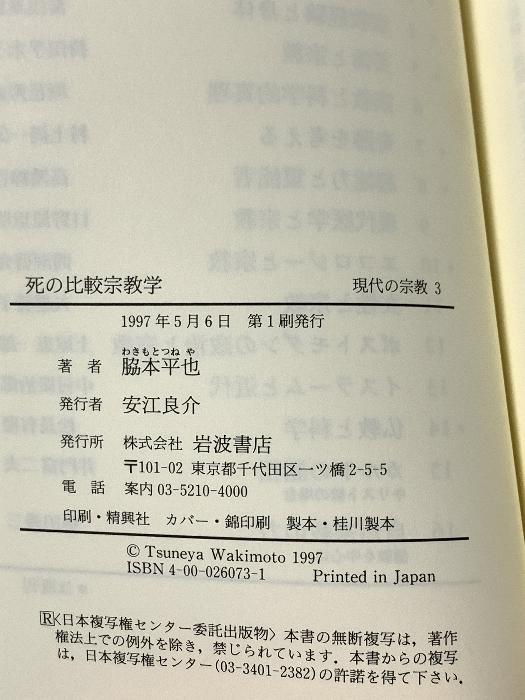 死の比較宗教学 現代の宗教 3
1997年5月6日 第1刷発行
わきもとつねや
著者 脇本平也
発行者 安江良介
発行所 株式会社 岩波書店
〒101-02 東京都千代田区一ツ橋2-5-5
電話 案内03-5210-4000
印刷・精興社 カバー・錦印刷 製本・桂川製本
© Tsuneya Wakimoto 1997
ISBN 4-00-026073-1 Printed in Japan
Ⓡ〈日本複写権センター委託出版物〉本書の無断複写は，著作
権法上での例外を除き，禁じられています．本書からの複写
は，日本複写権センター(03-3401-2382)の許諾を得て下さい．